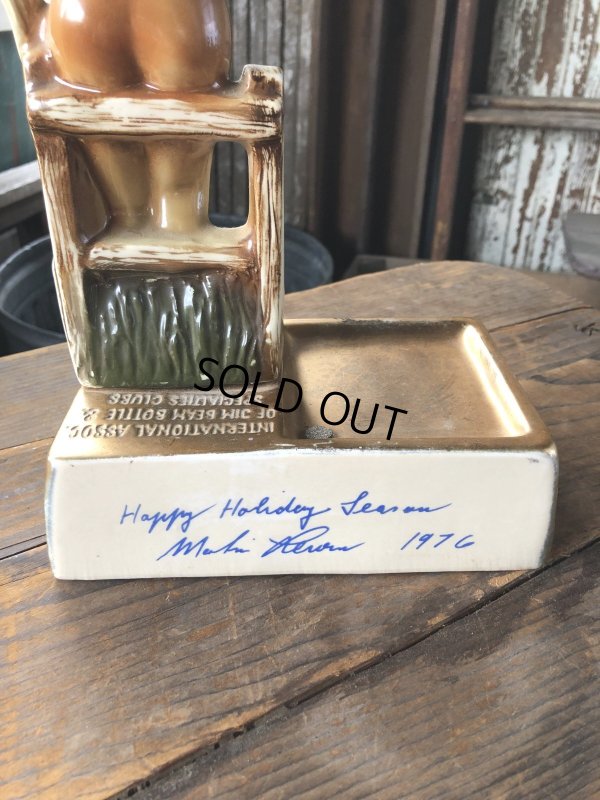 SOLD OUT
INTERNATIONAL ASSOC.
OF JIM BEAM BOTTLE &
SPECIALTIES CLUBS
Happy Holiday Season
1976